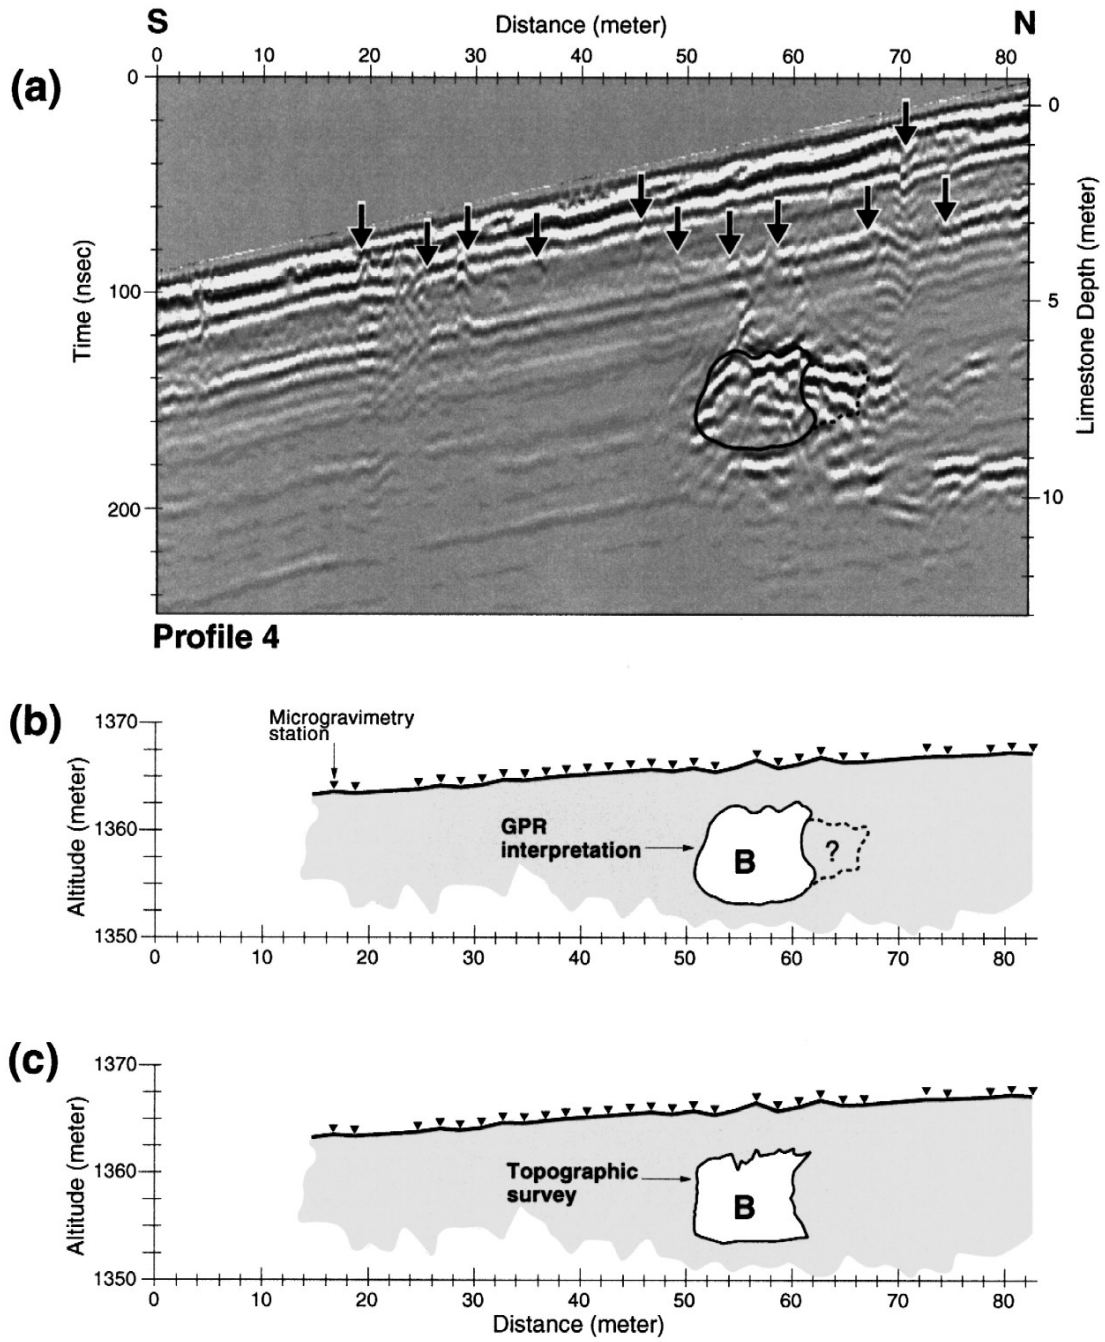 S
Distance (meter)
N
0 10 20 30 40 50 60 70 80
(a)
0
100
200
Time (nsec)
0
5
10
Limestone Depth (meter)
Profile 4
(b)
Microgravimetry
station
1370
1360
1350
Altitude (meter)
GPR
interpretation
B
?
0 10 20 30 40 50 60 70 80
(c)
1370
1360
1350
Altitude (meter)
Topographic
survey
B
0 10 20 30 40 50 60 70 80
Distance (meter)